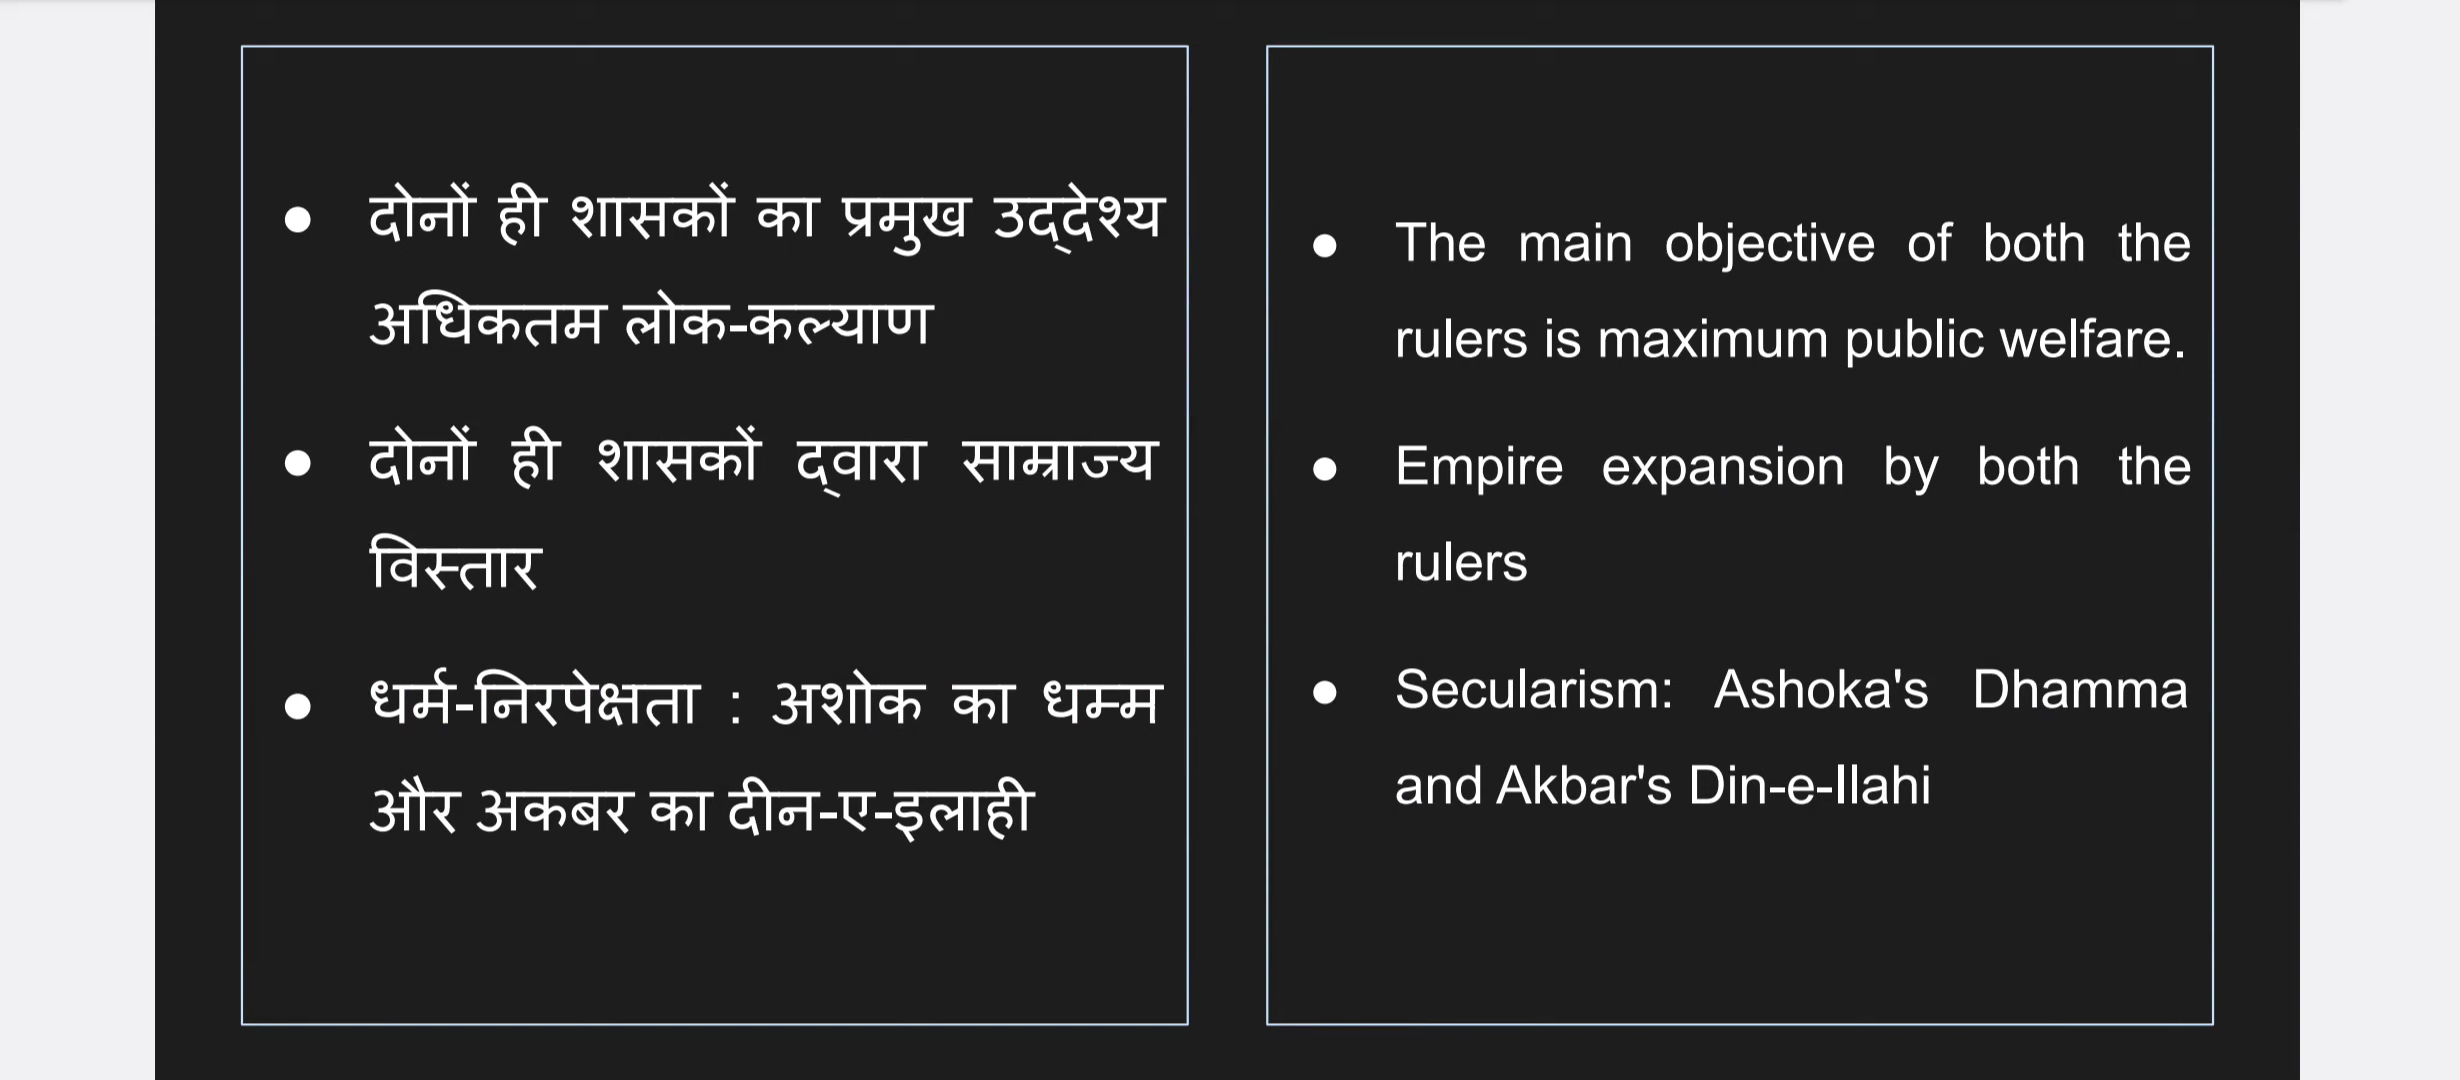 ● दोनों ही शासकों का प्रमुख उद्देश्य
अधिकतम लोक-कल्याण
● दोनों ही शासकों द्वारा साम्राज्य
विस्तार
● धर्म-निरपेक्षता : अशोक का धम्म
और अकबर का दीन-ए-इलाही
● The main objective of both the
rulers is maximum public welfare.
● Empire expansion by both the
rulers
● Secularism: Ashoka's Dhamma
and Akbar's Din-e-Ilahi